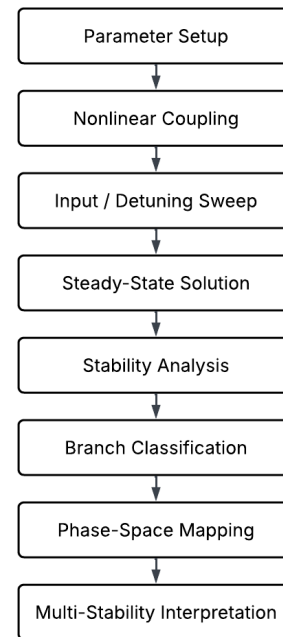 Parameter Setup
Nonlinear Coupling
Input / Detuning Sweep
Steady-State Solution
Stability Analysis
Branch Classification
Phase-Space Mapping
Multi-Stability Interpretation